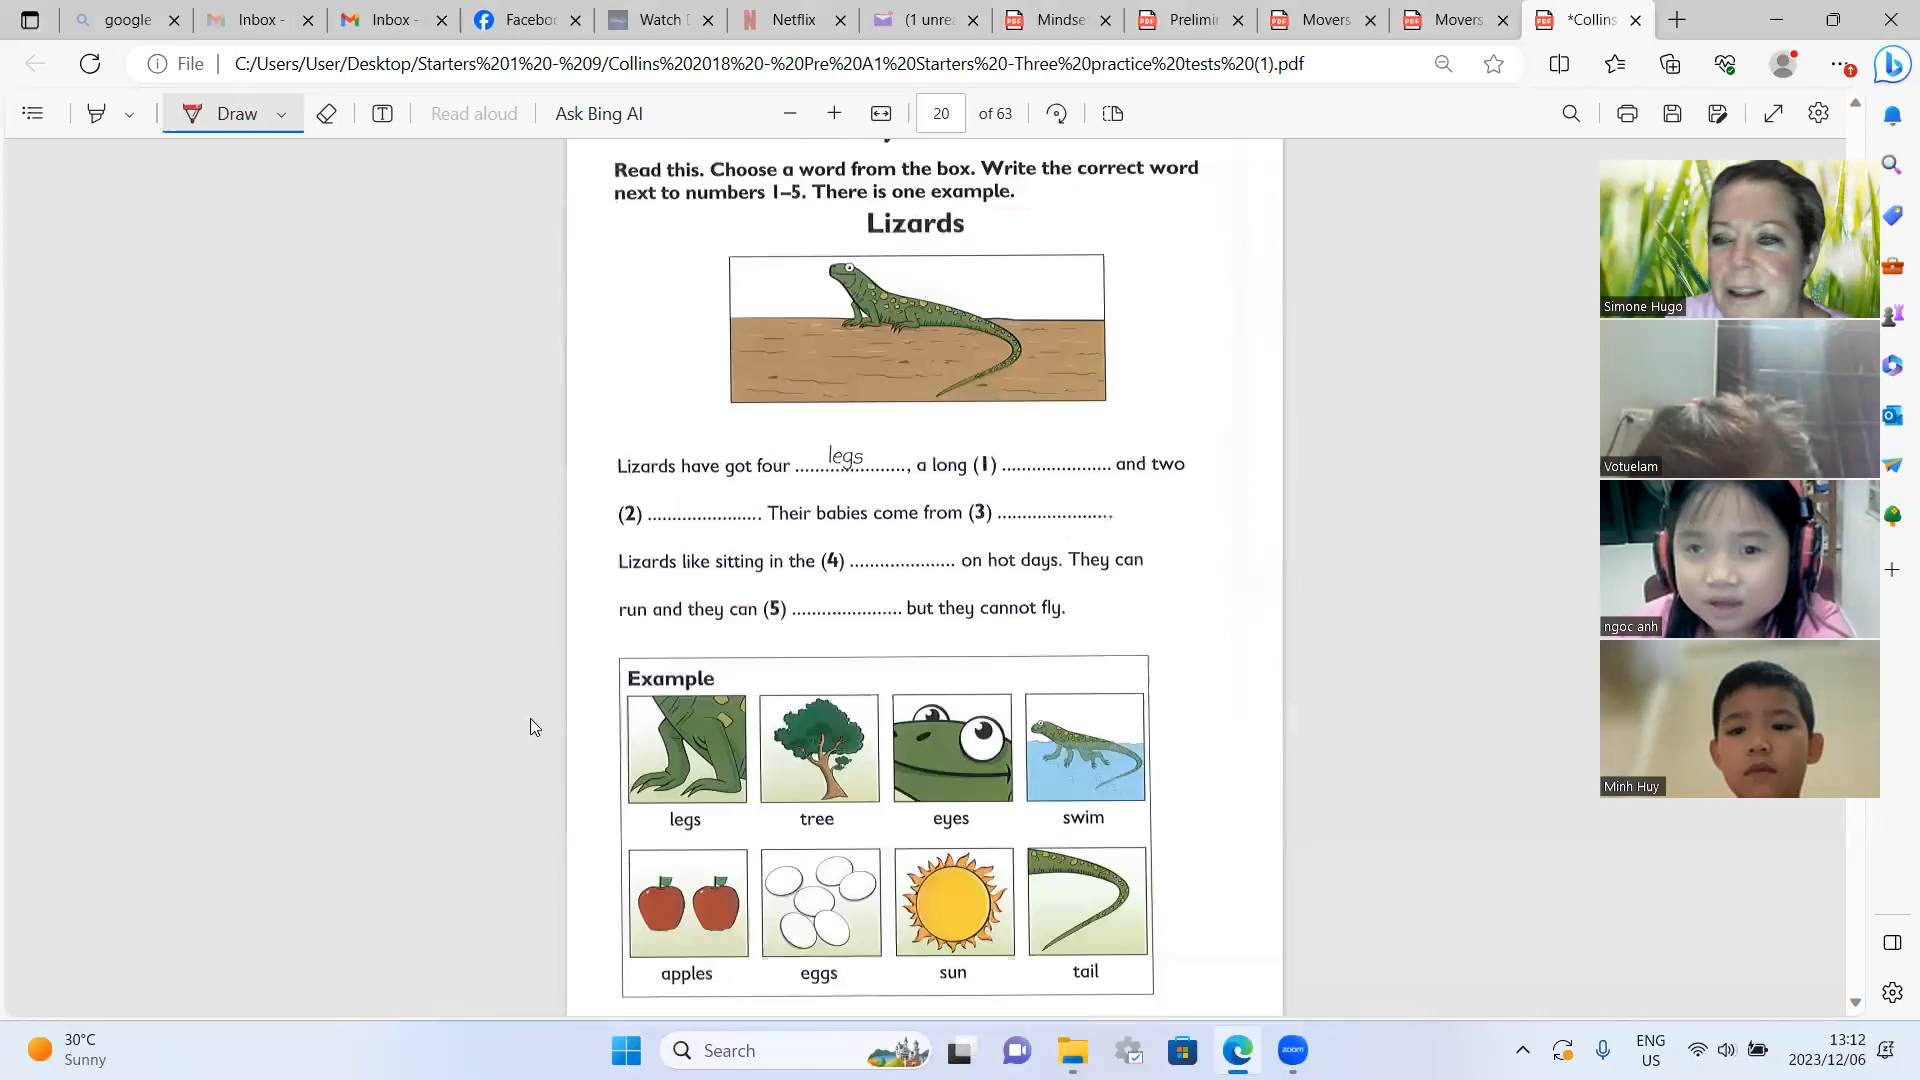 google
Inbox -
Inbox -
Faceboo
Watch
Netflix
(1 unrea
Mindse
Prelimin
Movers
Movers
*Collins
File
C:/Users/User/Desktop/Starters%201%20-%209/Collins%202018%20-%20Pre%20A1%20Starters%20-Three%20practice%20tests%20(1).pdf
Draw
Read aloud
Ask Bing AI
20 of 63
Read this. Choose a word from the box. Write the correct word
next to numbers 1–5. There is one example.
Lizards
Lizards have got four ......legs......, a long (1) ...................... and two
(2) ....................... Their babies come from (3) .......................
Lizards like sitting in the (4) ..................... on hot days. They can
run and they can (5) ...................... but they cannot fly.
Example
legs
tree
eyes
swim
apples
eggs
sun
tail
Simone Hugo
Votuelam
ngoc anh
Minh Huy
30°C
Sunny
Search
zoom
ENG
US
13:12
2023/12/06